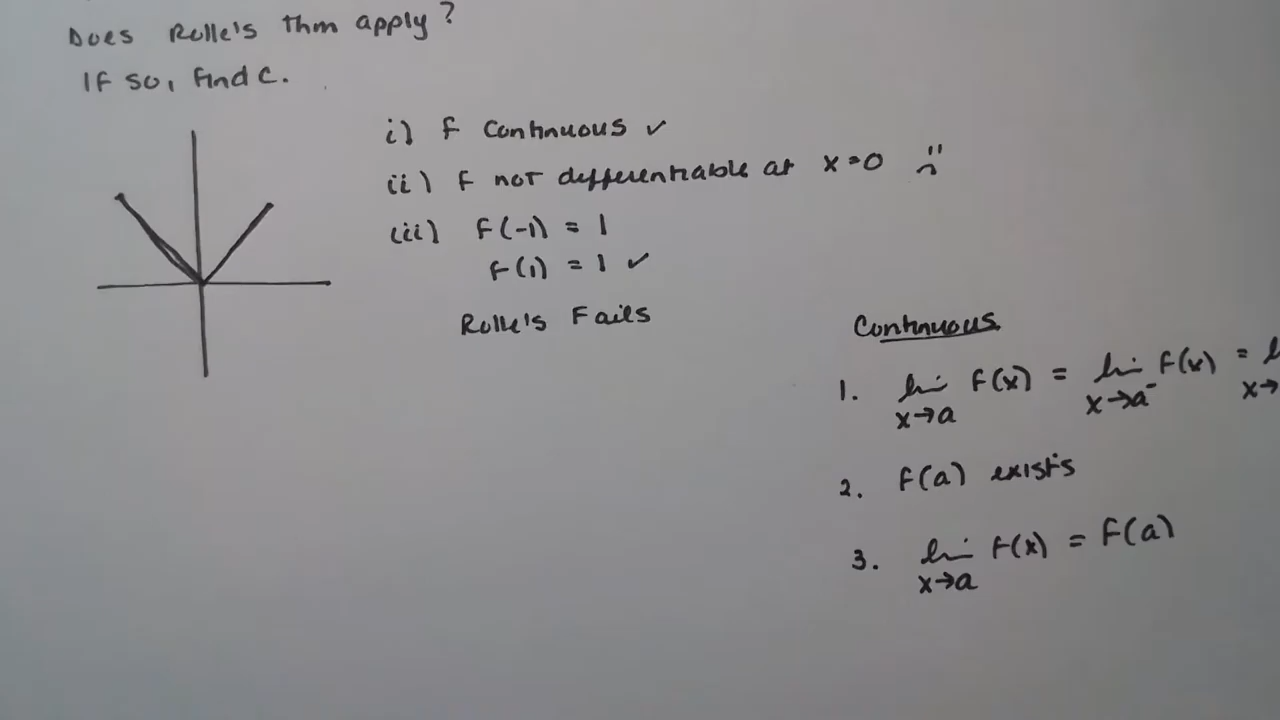 Does Rolle's thm apply?
If so, find c.
i) f continuous ✓
ii) f not differentiable at x=0
iii) f(-1) = 1
f(1) = 1 ✓
Rolle's Fails
Continuous
1. lim f(x) = lim f(x) =
x→a x→a⁻ x→
2. f(a) exists
3. lim f(x) = f(a)
x→a